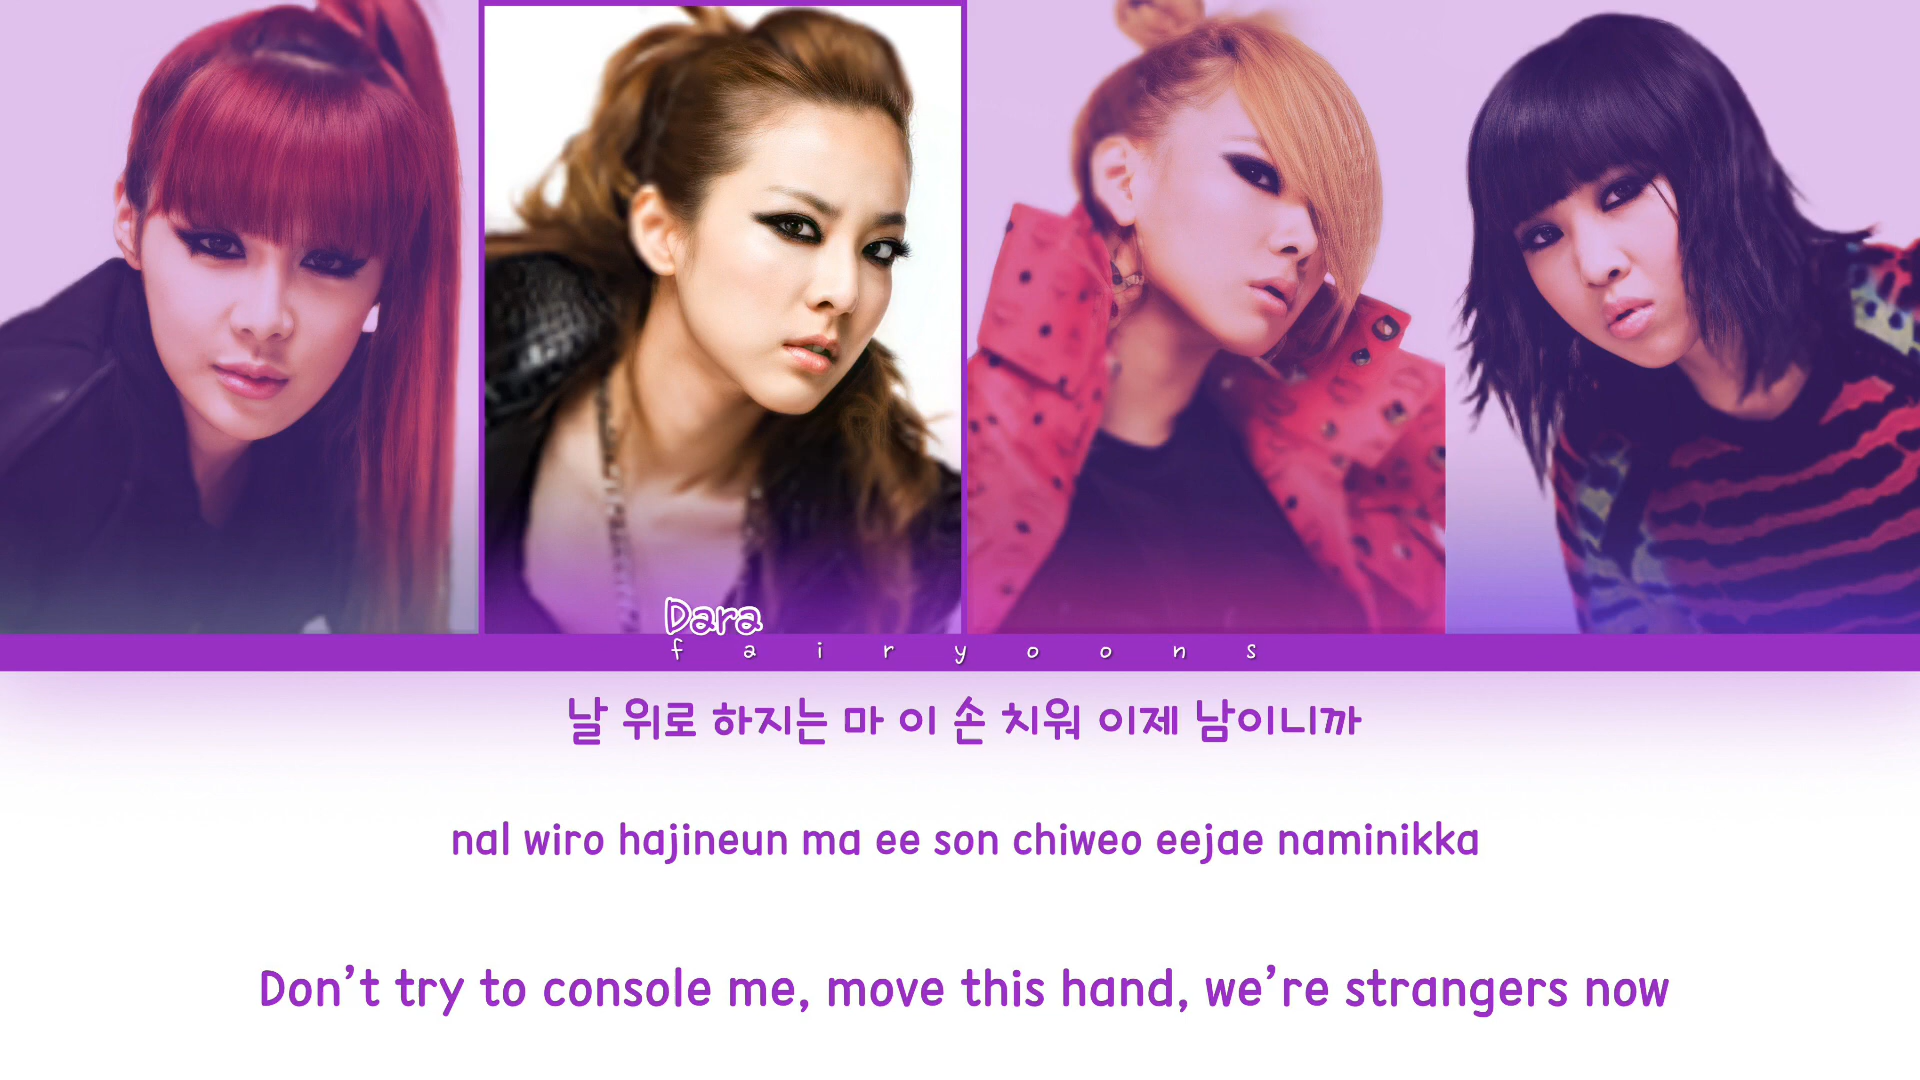 Dara
fairyoons
날 위로 하지는 마 이 손 치워 이제 남이니까
nal wiro hajineun ma ee son chiweo eejae naminikka
Don’t try to console me, move this hand, we’re strangers now